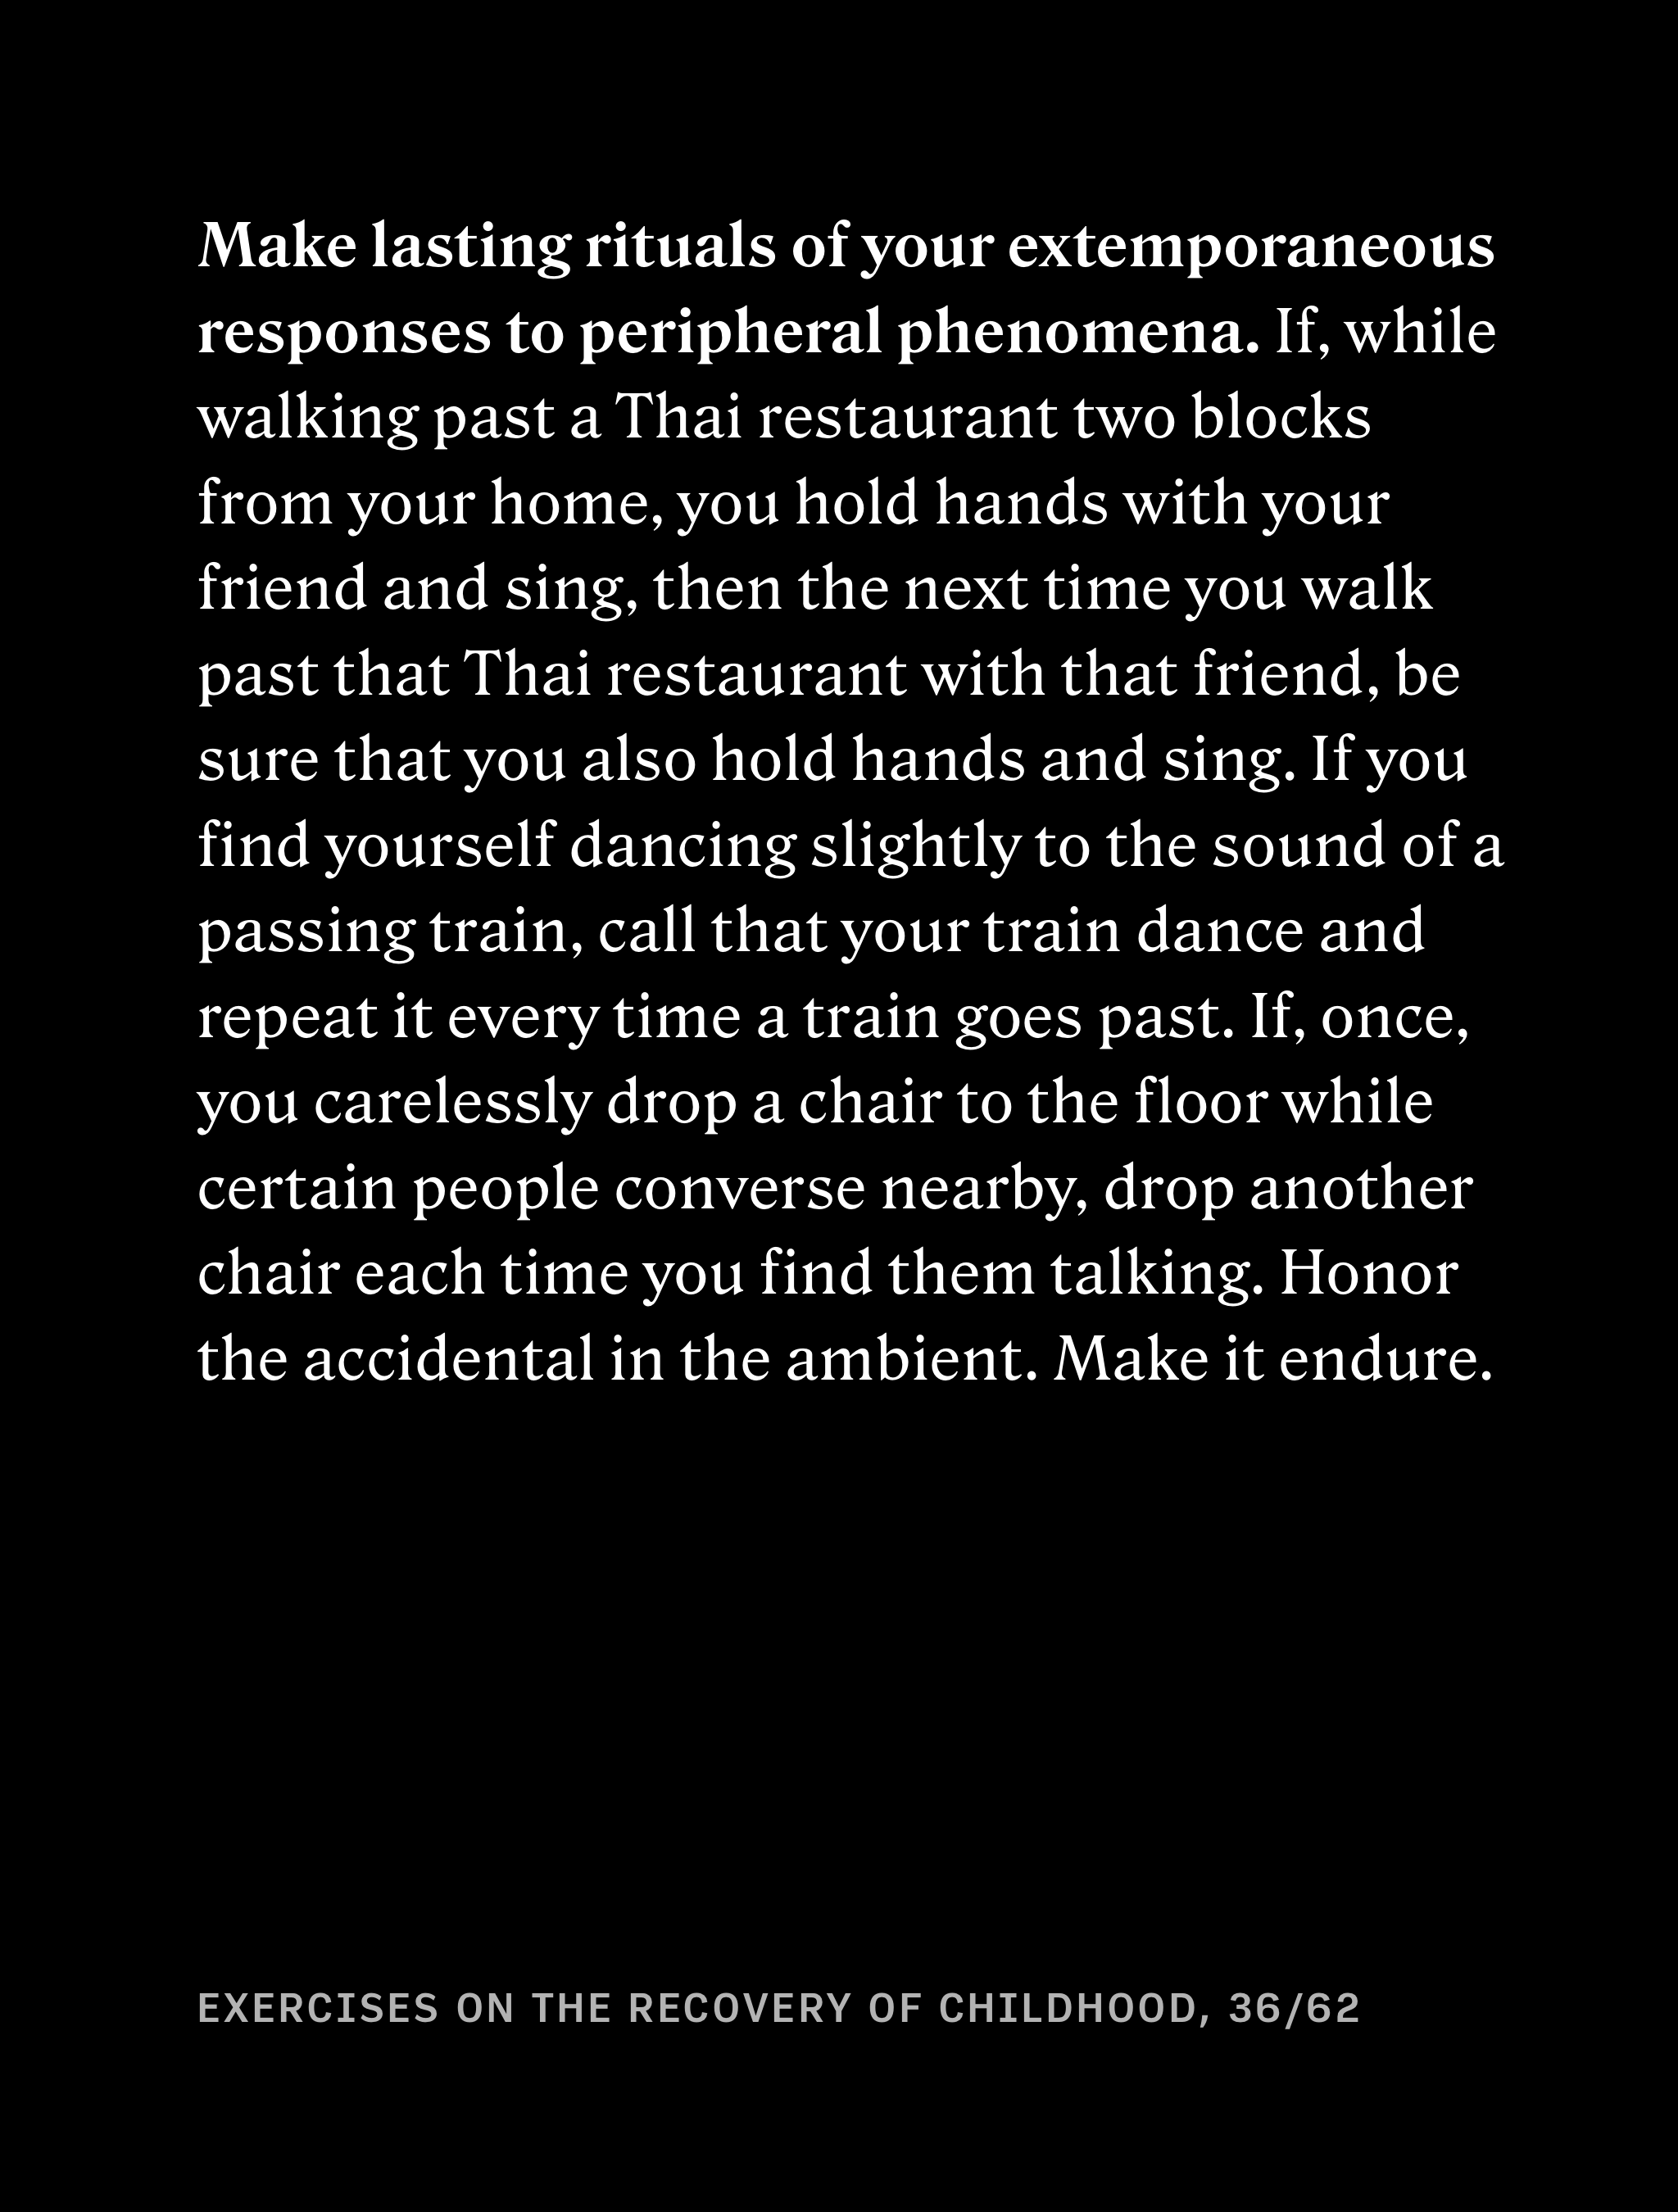 Make lasting rituals of your extemporaneous
responses to peripheral phenomena. If, while
walking past a Thai restaurant two blocks
from your home, you hold hands with your
friend and sing, then the next time you walk
past that Thai restaurant with that friend, be
sure that you also hold hands and sing. If you
find yourself dancing slightly to the sound of a
passing train, call that your train dance and
repeat it every time a train goes past. If, once,
you carelessly drop a chair to the floor while
certain people converse nearby, drop another
chair each time you find them talking. Honor
the accidental in the ambient. Make it endure.
EXERCISES ON THE RECOVERY OF CHILDHOOD, 36/62